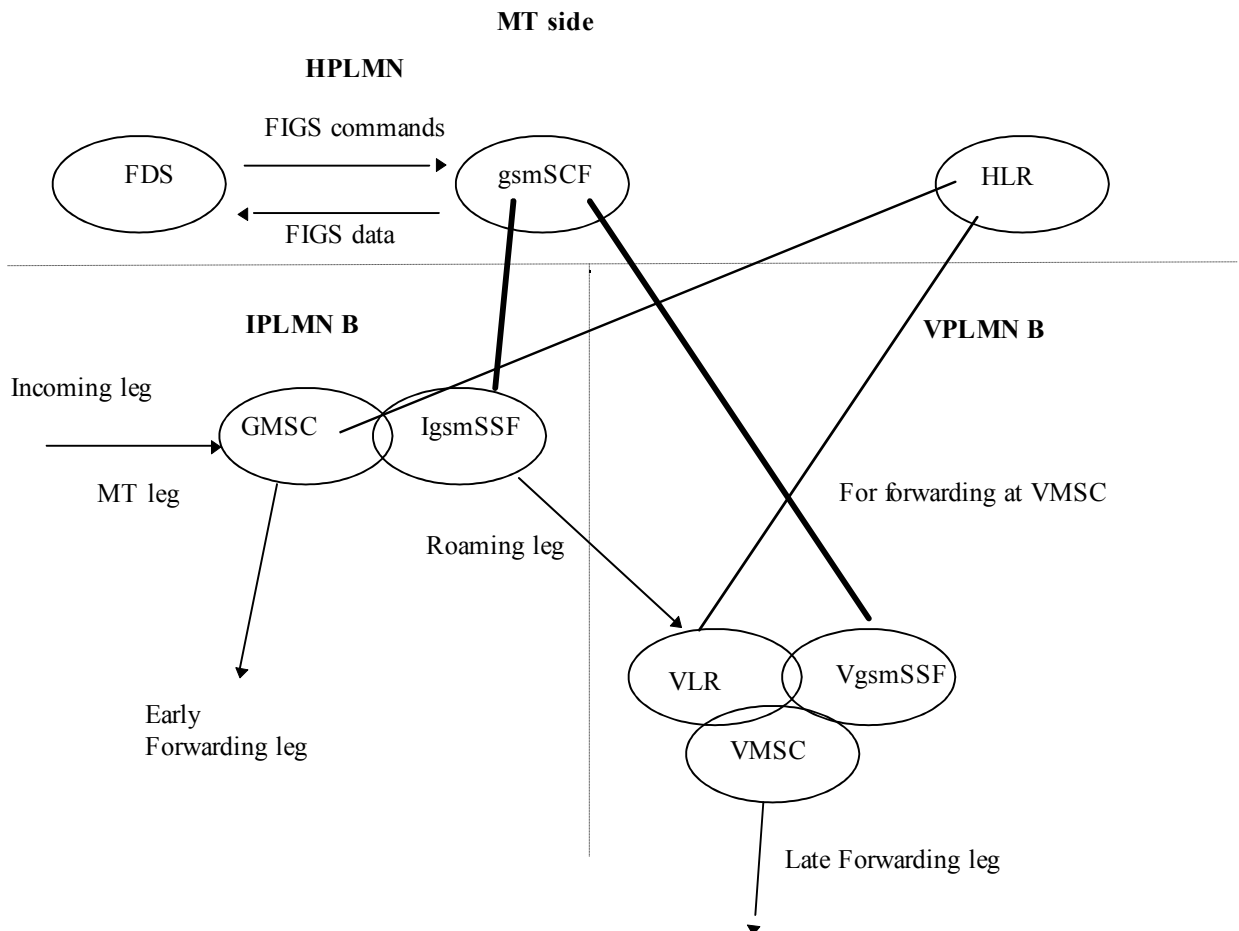 MT side
HPLMN
FIGS commands
FDS
gsmSCF
HLR
FIGS data
IPLMN B
VPLMN B
Incoming leg
GMSC
IgsmSSF
MT leg
For forwarding at VMSC
Roaming leg
VLR
VgsmSSF
Early
Forwarding leg
VMSC
Late Forwarding leg